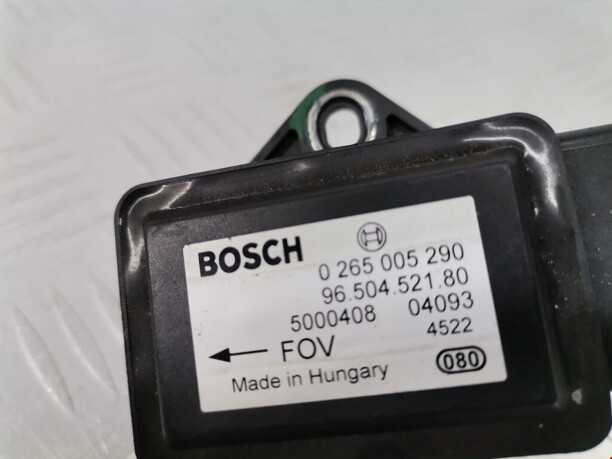 BOSCH
0 265 005 290
96.504.521.80
5000408 04093
← FOV 4522
Made in Hungary 080